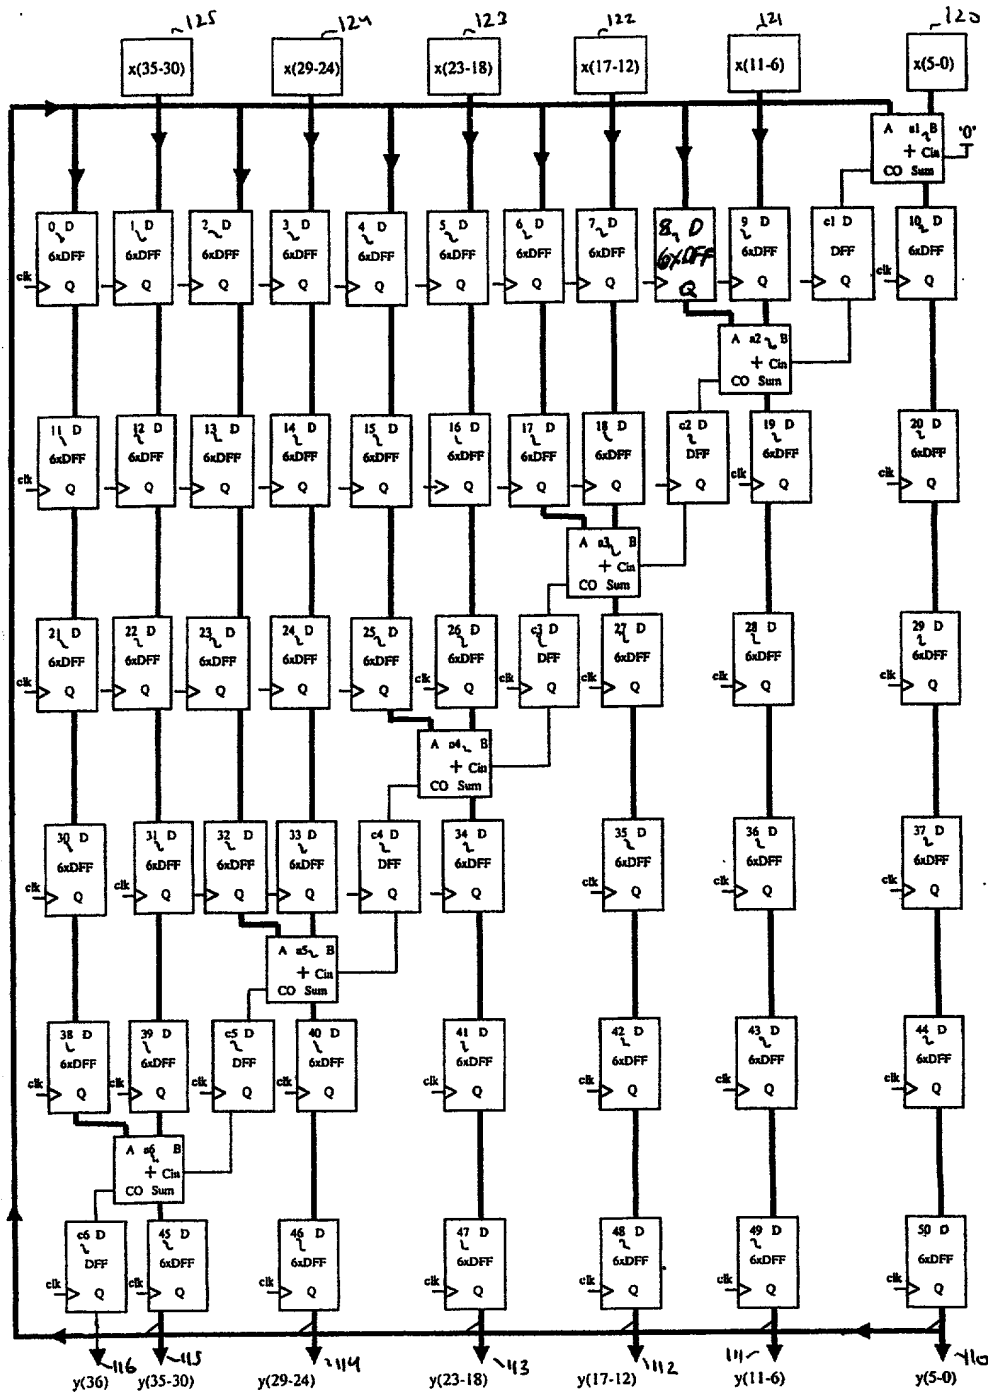 125 124 123 122 121 120
x(35-30) x(29-24) x(23-18) x(17-12) x(11-6) x(5-0)
A a1 B '0'
+ Cin
CO Sum
0 D 1 D 2 D 3 D 4 D 5 D 6 D 7 D 8 D 9 D c1 D 10 D
6xDFF 6xDFF 6xDFF 6xDFF 6xDFF 6xDFF 6xDFF 6xDFF 6xDFF 6xDFF DFF 6xDFF
clk Q Q Q Q Q Q Q Q Q Q Q clk Q
A a2 B
+ Cin
CO Sum
11 D 12 D 13 D 14 D 15 D 16 D 17 D 18 D c2 D 19 D 20 D
6xDFF 6xDFF 6xDFF 6xDFF 6xDFF 6xDFF 6xDFF 6xDFF DFF 6xDFF 6xDFF
clk Q Q Q Q Q Q Q Q Q clk Q clk Q
A a3 B
+ Cin
CO Sum
21 D 22 D 23 D 24 D 25 D 26 D c3 D 27 D 28 D 29 D
6xDFF 6xDFF 6xDFF 6xDFF 6xDFF 6xDFF DFF 6xDFF 6xDFF 6xDFF
clk Q Q Q Q Q clk Q clk Q clk Q clk Q clk Q
A a4 B
+ Cin
CO Sum
30 D 31 D 32 D 33 D c4 D 34 D 35 D 36 D 37 D
6xDFF 6xDFF 6xDFF 6xDFF DFF 6xDFF 6xDFF 6xDFF 6xDFF
clk Q clk Q Q Q clk Q Q clk Q clk Q clk Q
A a5 B
+ Cin
CO Sum
38 D 39 D c5 D 40 D 41 D 42 D 43 D 44 D
6xDFF 6xDFF DFF 6xDFF 6xDFF 6xDFF 6xDFF 6xDFF
clk Q clk Q clk Q clk Q clk Q clk Q clk Q clk Q
A a6 B
+ Cin
CO Sum
c6 D 45 D 46 D 47 D 48 D 49 D 50 D
DFF 6xDFF 6xDFF 6xDFF 6xDFF 6xDFF 6xDFF
clk Q clk Q clk Q clk Q clk Q clk Q clk Q
116 115 114 113 112 111 110
y(36) y(35-30) y(29-24) y(23-18) y(17-12) y(11-6) y(5-0)